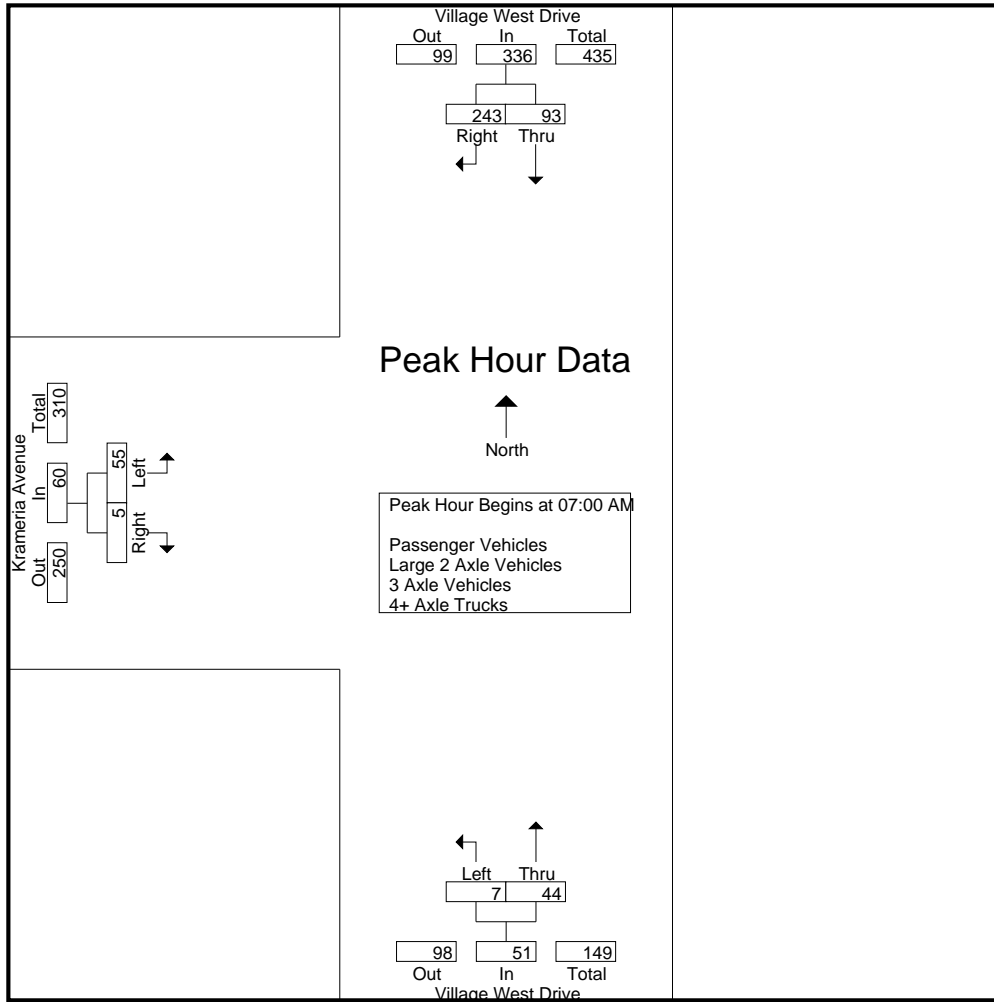 Village West Drive
Out In Total
99 336 435
243 93
Right Thru
Peak Hour Data
North
Peak Hour Begins at 07:00 AM
Passenger Vehicles
Large 2 Axle Vehicles
3 Axle Vehicles
4+ Axle Trucks
Krameria Avenue
Out In Total
250 60 310
5 55
Right Left
Left Thru
7 44
98 51 149
Out In Total
Village West Drive